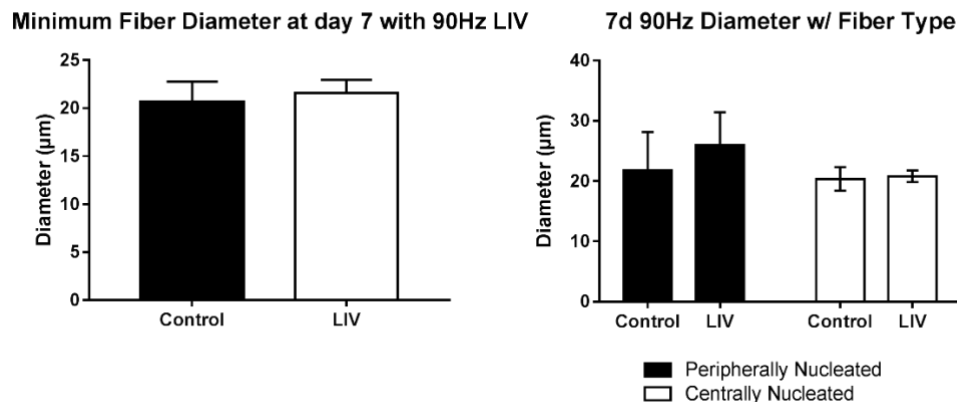 Minimum Fiber Diameter at day 7 with 90Hz LIV
25
20
15
10
5
0
Diameter (µm)
Control LIV
7d 90Hz Diameter w/ Fiber Type
40
30
20
10
0
Diameter (µm)
Control LIV Control LIV
Peripherally Nucleated
Centrally Nucleated